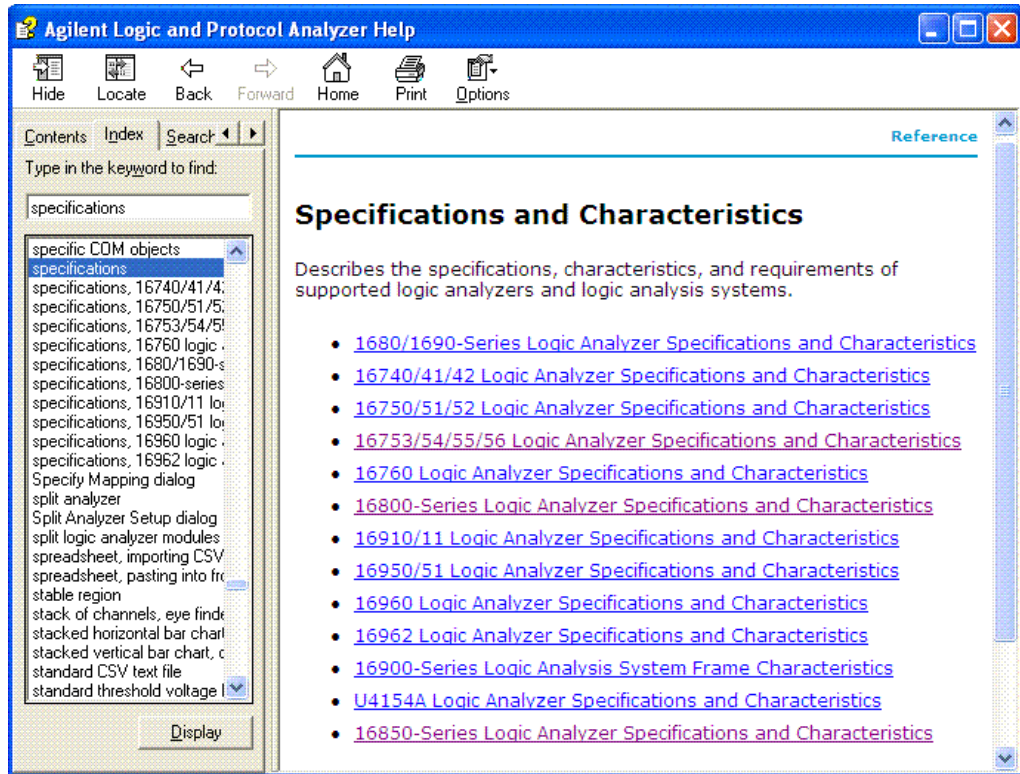 Agilent Logic and Protocol Analyzer Help
Hide Locate Back Forward Home Print Options
Contents Index Search
Type in the keyword to find:
specifications
specific COM objects
specifications
specifications, 16740/41/42
specifications, 16750/51/5
specifications, 16753/54/5
specifications, 16760 logic
specifications, 1680/1690-s
specifications, 16800-series
specifications, 16910/11 log
specifications, 16950/51 log
specifications, 16960 logic
specifications, 16962 logic
Specify Mapping dialog
split analyzer
Split Analyzer Setup dialog
split logic analyzer modules
spreadsheet, importing CSV
spreadsheet, pasting into fro
stable region
stack of channels, eye finde
stacked horizontal bar chart
stacked vertical bar chart, c
standard CSV text file
standard threshold voltage l
Display
Reference
Specifications and Characteristics
Describes the specifications, characteristics, and requirements of
supported logic analyzers and logic analysis systems.
• 1680/1690-Series Logic Analyzer Specifications and Characteristics
• 16740/41/42 Logic Analyzer Specifications and Characteristics
• 16750/51/52 Logic Analyzer Specifications and Characteristics
• 16753/54/55/56 Logic Analyzer Specifications and Characteristics
• 16760 Logic Analyzer Specifications and Characteristics
• 16800-Series Logic Analyzer Specifications and Characteristics
• 16910/11 Logic Analyzer Specifications and Characteristics
• 16950/51 Logic Analyzer Specifications and Characteristics
• 16960 Logic Analyzer Specifications and Characteristics
• 16962 Logic Analyzer Specifications and Characteristics
• 16900-Series Logic Analysis System Frame Characteristics
• U4154A Logic Analyzer Specifications and Characteristics
• 16850-Series Logic Analyzer Specifications and Characteristics